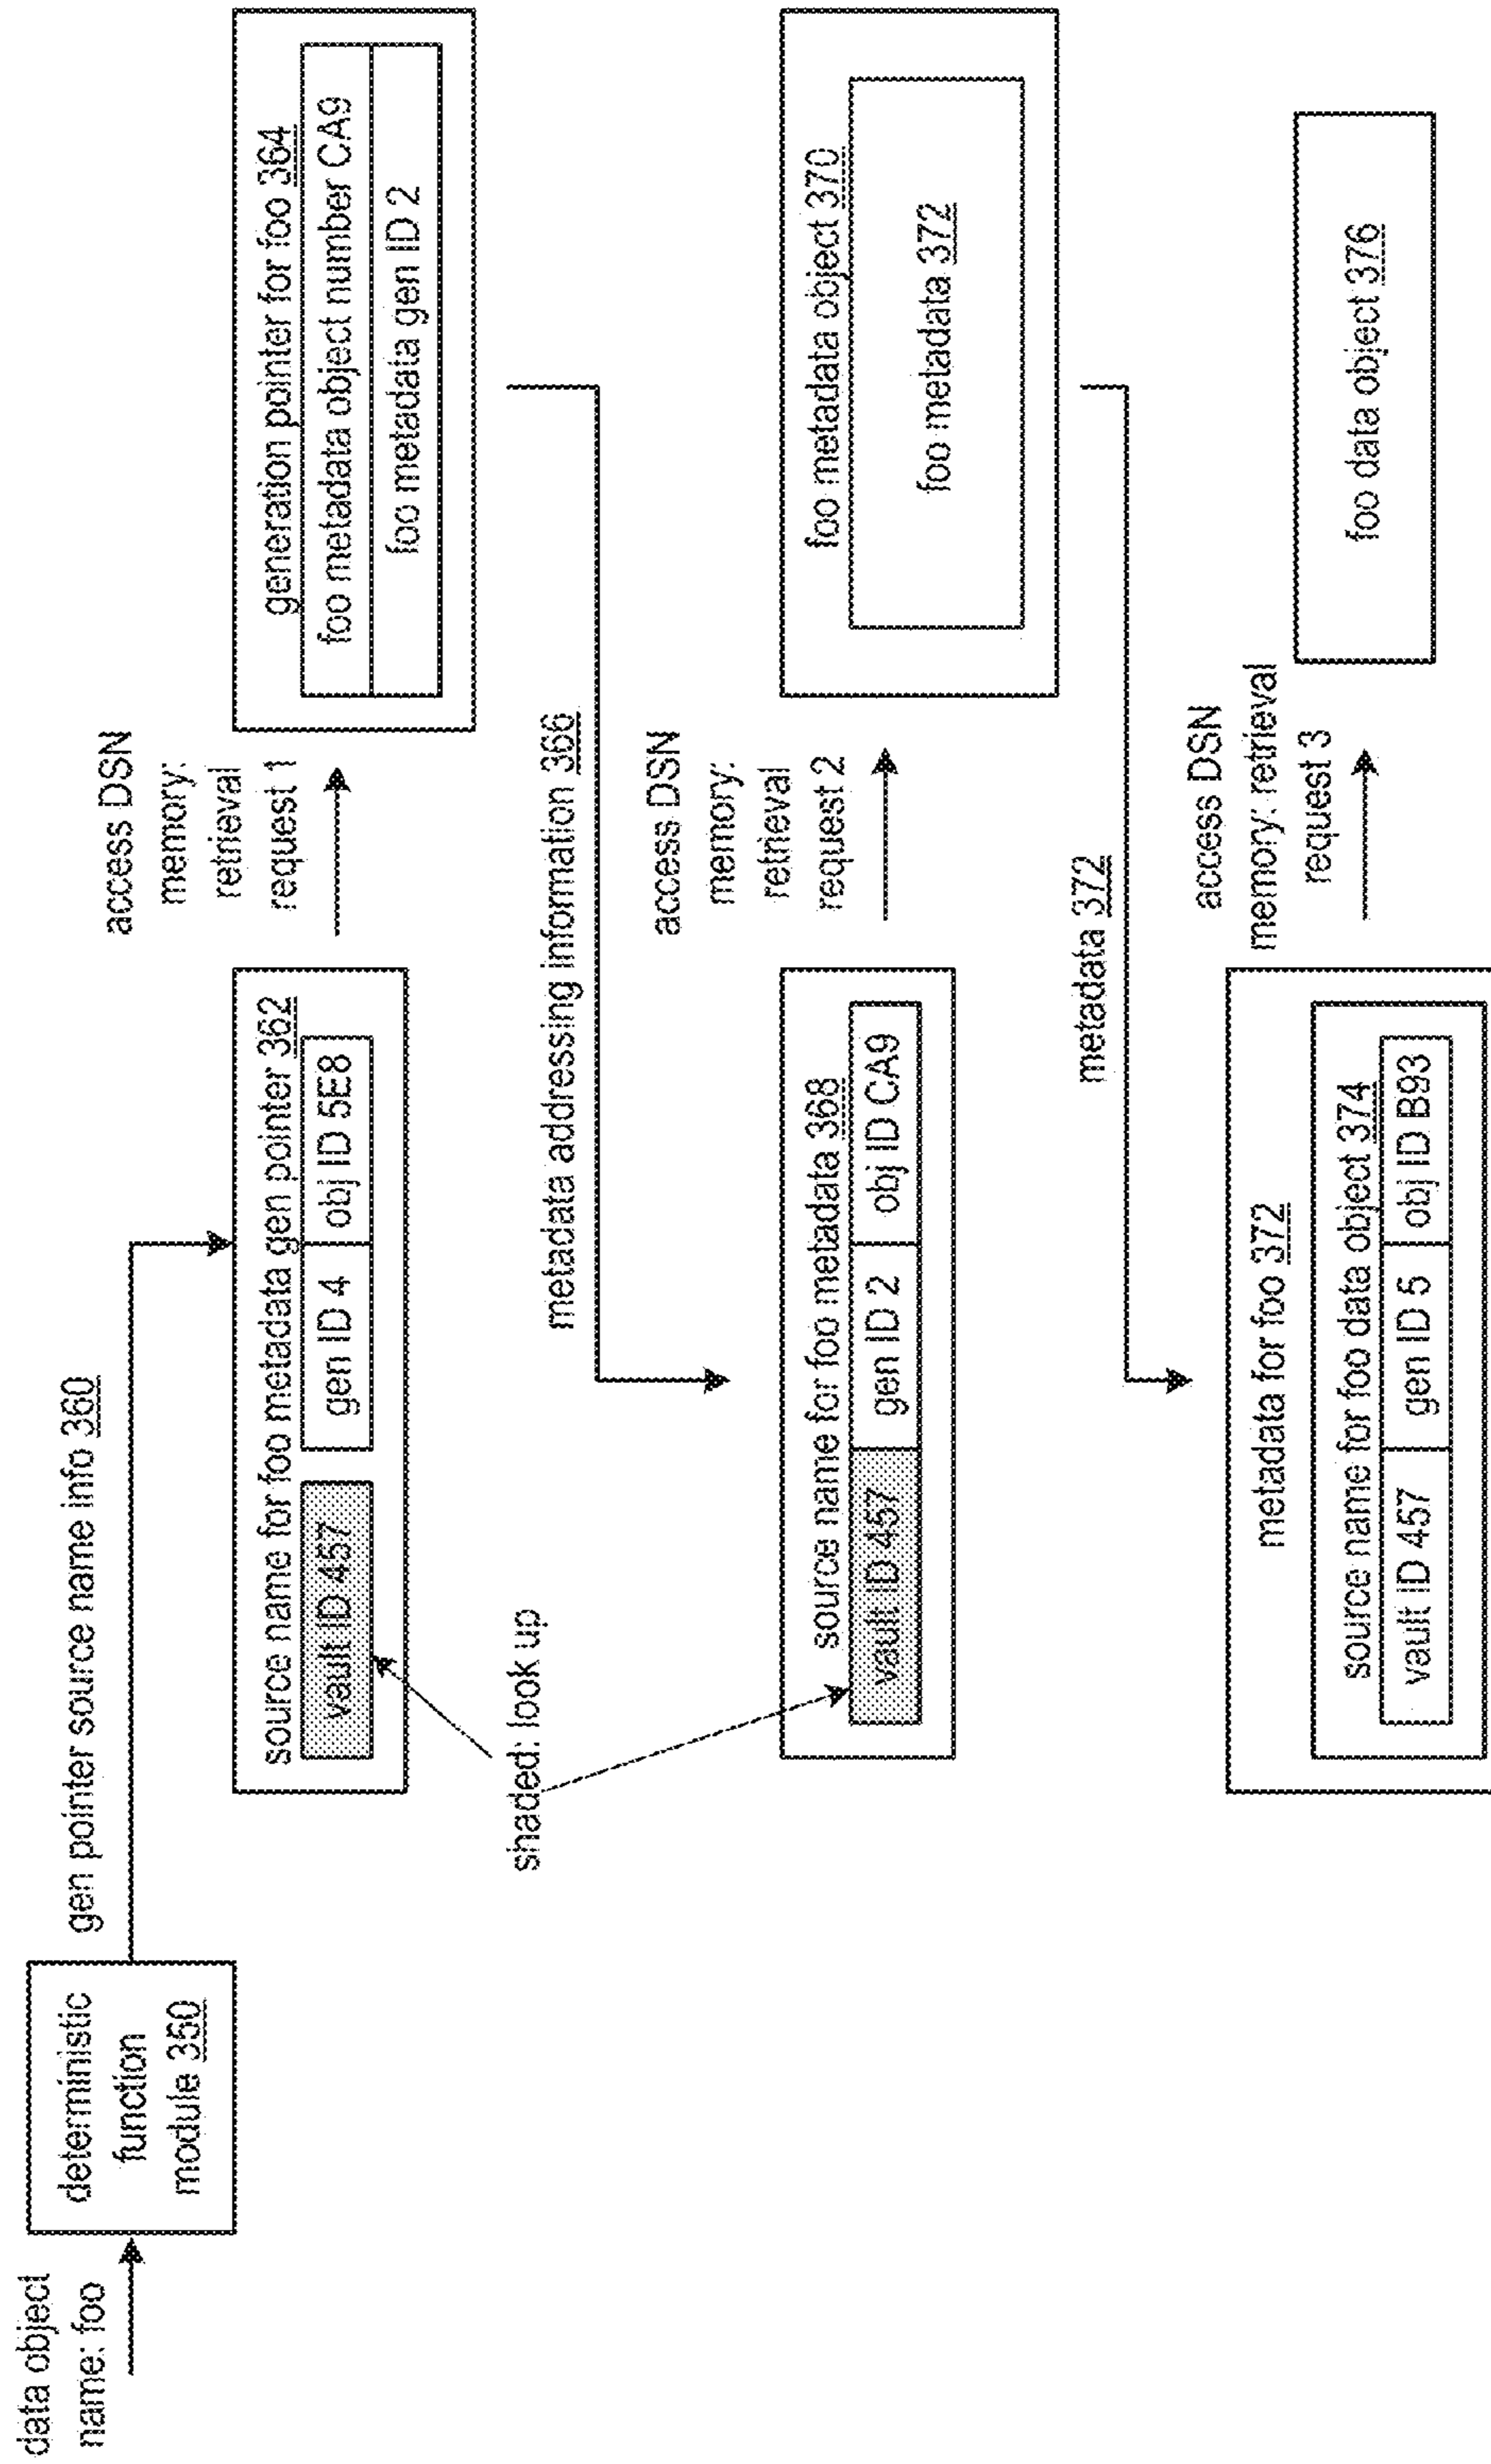 data object
name: foo
deterministic
function
module 350
gen pointer source name info 360
source name for foo metadata gen pointer 362
vault ID 457
gen ID 4
obj ID 5E8
access DSN
memory:
retrieval
request 1
generation pointer for foo 364
foo metadata object number CA9
foo metadata gen ID 2
shaded: look up
metadata addressing information 366
source name for foo metadata 368
vault ID 457
gen ID 2
obj ID CA9
access DSN
memory:
retrieval
request 2
foo metadata object 370
foo metadata 372
metadata 372
metadata for foo 372
source name for foo data object 374
vault ID 457
gen ID 5
obj ID B93
access DSN
memory: retrieval
request 3
foo data object 376